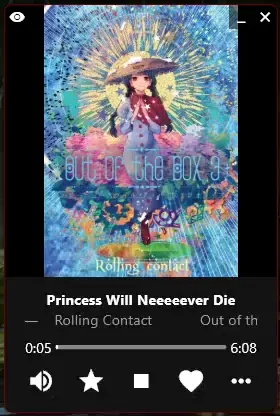 out of the box 3
Rolling contact
Princess Will Neeeeever Die
— Rolling Contact Out of th
0:05 6:08